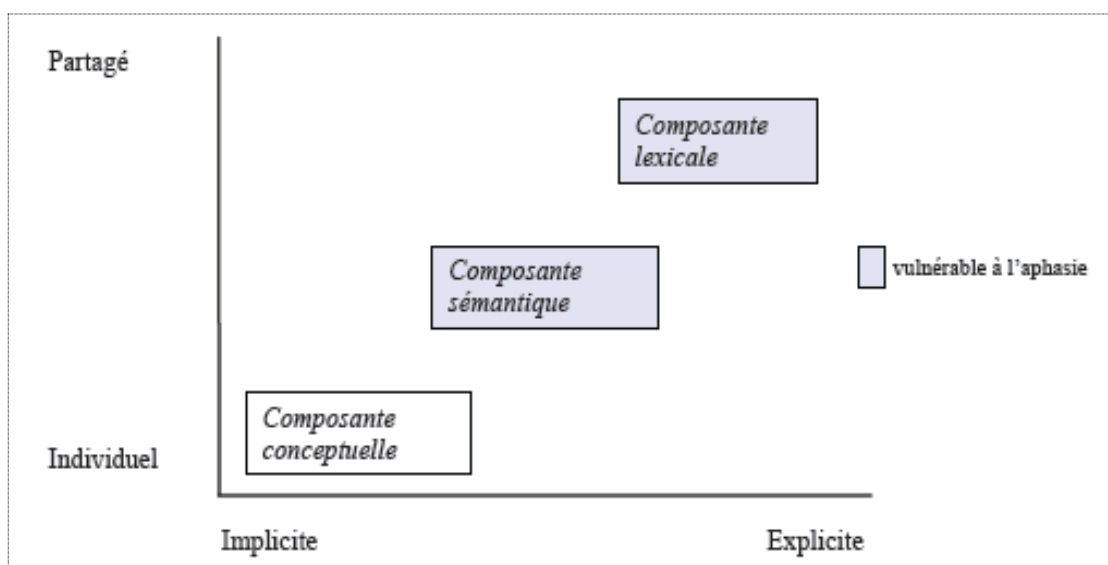 Partagé
Composante
lexicale
Composante
sémantique
vulnérable à l’aphasie
Composante
conceptuelle
Individuel
Implicite
Explicite